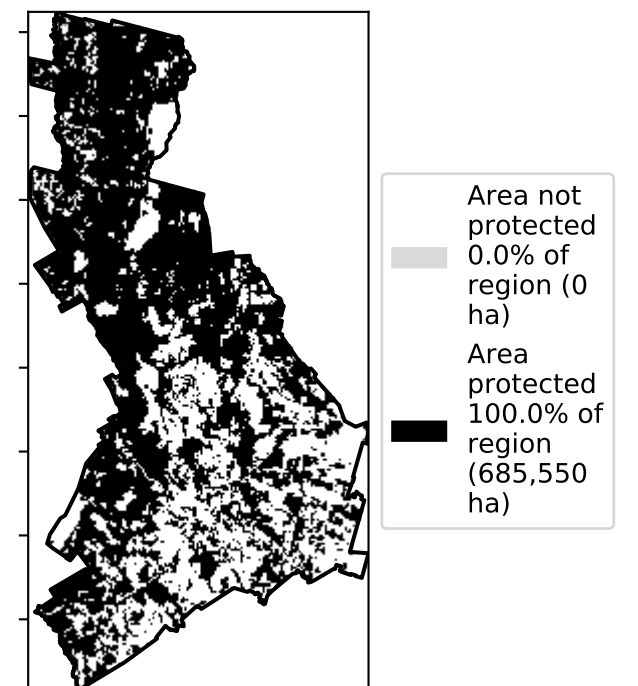 Area not
protected
0.0% of
region (0
ha)
Area
protected
100.0% of
region
(685,550
ha)